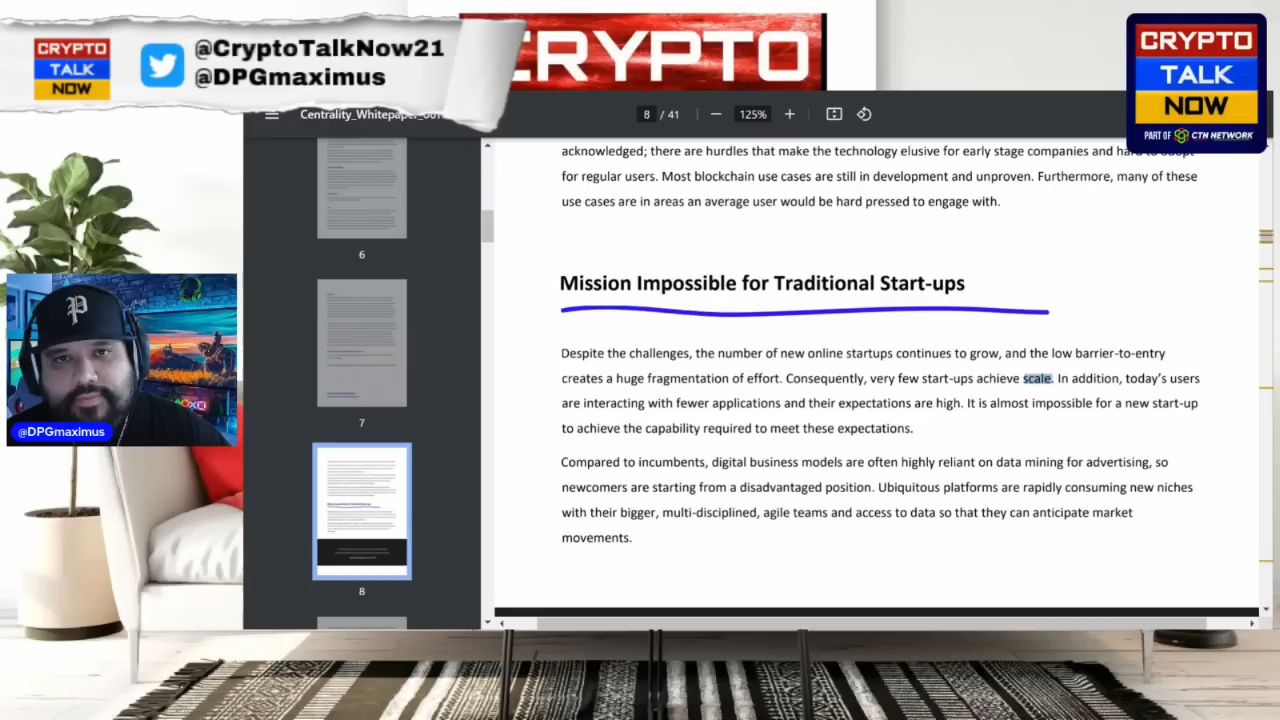 @CryptoTalkNow21
@DPGmaximus
CRYPTO
TALK
NOW
CRYPTO
CRYPTO
TALK
NOW
PART OF CTN NETWORK
8 / 41
125%
acknowledged; there are hurdles that make the technology elusive for early stage companies and hard to adopt
for regular users. Most blockchain use cases are still in development and unproven. Furthermore, many of these
use cases are in areas an average user would be hard pressed to engage with.
Mission Impossible for Traditional Start-ups
Despite the challenges, the number of new online startups continues to grow, and the low barrier-to-entry
creates a huge fragmentation of effort. Consequently, very few start-ups achieve scale. In addition, today's users
are interacting with fewer applications and their expectations are high. It is almost impossible for a new start-up
to achieve the capability required to meet these expectations.
Compared to incumbents, digital business models are often highly reliant on data mining for advertising, so
newcomers are starting from a disadvantaged position. Ubiquitous platforms are rapidly consuming new niches
with their bigger, multi-disciplined, agile teams and access to data so that they can anticipate market
movements.
6
7
8
P
@DPGmaximus